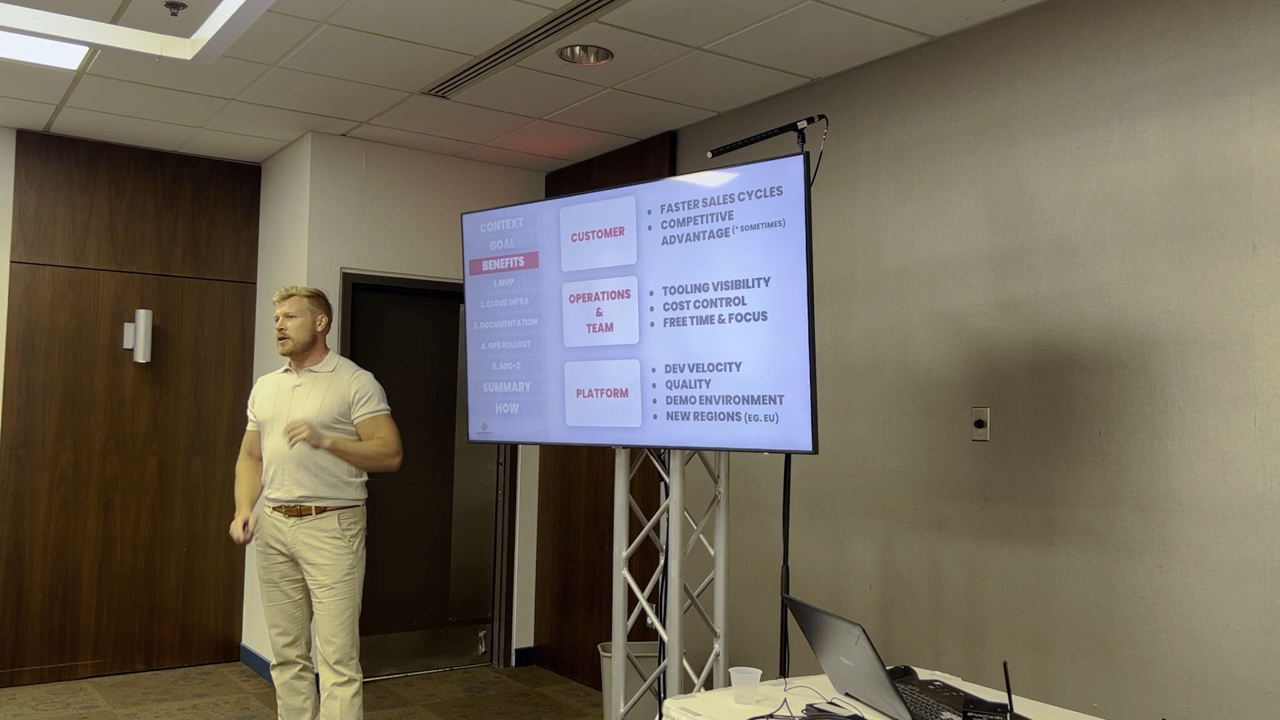 CONTEXT
GOAL
BENEFITS
1. MVP
2. CLOUD INFRA
3. DOCUMENTATION
4. OPS ROLLOUT
5. SOC-2
SUMMARY
HOW
CUSTOMER
• FASTER SALES CYCLES
• COMPETITIVE
ADVANTAGE (* SOMETIMES)
OPERATIONS
&
TEAM
• TOOLING VISIBILITY
• COST CONTROL
• FREE TIME & FOCUS
PLATFORM
• DEV VELOCITY
• QUALITY
• DEMO ENVIRONMENT
• NEW REGIONS (EG. EU)